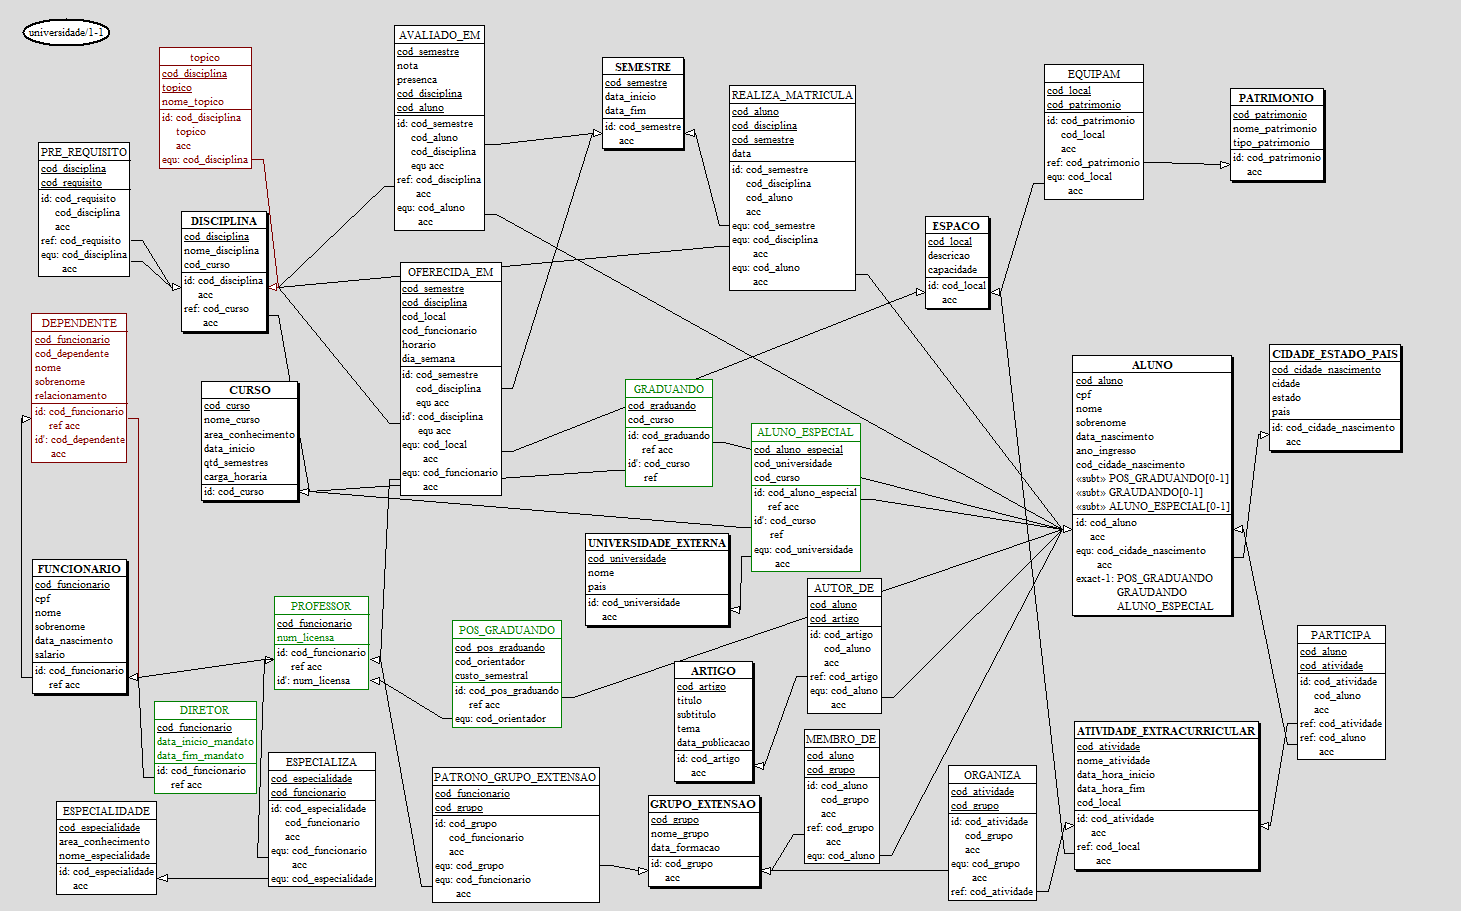 universidade/1-1
topico
cod_disciplina
topico
nome_topico
id: cod_disciplina
topico
acc
equ: cod_disciplina
PRE_REQUISITO
cod_disciplina
cod_requisito
id: cod_requisito
cod_disciplina
acc
ref: cod_requisito
equ: cod_disciplina
acc
DISCIPLINA
cod_disciplina
nome_disciplina
cod_curso
id: cod_disciplina
acc
ref: cod_curso
acc
AVALIADO_EM
cod_semestre
nota
presenca
cod_disciplina
cod_aluno
id: cod_semestre
cod_aluno
cod_disciplina
equ acc
ref: cod_disciplina
acc
equ: cod_aluno
acc
SEMESTRE
cod_semestre
data_inicio
data_fim
id: cod_semestre
acc
REALIZA_MATRICULA
cod_aluno
cod_disciplina
cod_semestre
data
id: cod_semestre
cod_disciplina
cod_aluno
acc
equ: cod_semestre
equ: cod_disciplina
acc
equ: cod_aluno
acc
EQUIPAM
cod_local
cod_patrimonio
id: cod_patrimonio
cod_local
acc
ref: cod_patrimonio
equ: cod_local
acc
PATRIMONIO
cod_patrimonio
nome_patrimonio
tipo_patrimonio
id: cod_patrimonio
acc
ESPACO
cod_local
descricao
capacidade
id: cod_local
acc
OFERECIDA_EM
cod_semestre
cod_disciplina
cod_local
cod_funcionario
horario
dia_semana
id: cod_semestre
cod_disciplina
equ acc
id': cod_disciplina
equ acc
equ: cod_local
acc
equ: cod_funcionario
acc
DEPENDENTE
cod_funcionario
cod_dependente
nome
sobrenome
relacionamento
id: cod_funcionario
ref acc
id': cod_dependente
acc
CURSO
cod_curso
nome_curso
area_conhecimento
data_inicio
qtd_semestres
carga_horaria
id: cod_curso
GRADUANDO
cod_graduando
cod_curso
id: cod_graduando
ref acc
id': cod_curso
ref
ALUNO_ESPECIAL
cod_aluno_especial
cod_universidade
cod_curso
id: cod_aluno_especial
ref acc
id': cod_curso
ref
equ: cod_universidade
acc
ALUNO
cod_aluno
cpf
nome
sobrenome
data_nascimento
ano_ingresso
cod_cidade_nascimento
«subt» POS_GRADUANDO[0-1]
«subt» GRAUDANDO[0-1]
«subt» ALUNO_ESPECIAL[0-1]
id: cod_aluno
acc
equ: cod_cidade_nascimento
acc
exact-1: POS_GRADUANDO
GRAUDANDO
ALUNO_ESPECIAL
CIDADE_ESTADO_PAIS
cod_cidade_nascimento
cidade
estado
pais
id: cod_cidade_nascimento
acc
UNIVERSIDADE_EXTERNA
cod_universidade
nome
pais
id: cod_universidade
acc
FUNCIONARIO
cod_funcionario
cpf
nome
sobrenome
data_nascimento
salario
id: cod_funcionario
ref acc
PROFESSOR
cod_funcionario
num_licensa
id: cod_funcionario
ref acc
id': num_licensa
POS_GRADUANDO
cod_pos_graduando
cod_orientador
custo_semestral
id: cod_pos_graduando
ref acc
equ: cod_orientador
AUTOR_DE
cod_aluno
cod_artigo
id: cod_artigo
cod_aluno
acc
ref: cod_artigo
equ: cod_aluno
acc
ARTIGO
cod_artigo
titulo
subtitulo
tema
data_publicacao
id: cod_artigo
acc
PARTICIPA
cod_aluno
cod_atividade
id: cod_atividade
cod_aluno
acc
ref: cod_atividade
ref: cod_aluno
acc
DIRETOR
cod_funcionario
data_inicio_mandato
data_fim_mandato
id: cod_funcionario
ref acc
ESPECIALIZA
cod_especialidade
cod_funcionario
id: cod_especialidade
cod_funcionario
acc
equ: cod_funcionario
acc
equ: cod_especialidade
ESPECIALIDADE
cod_especialidade
area_conhecimento
nome_especialidade
id: cod_especialidade
acc
PATRONO_GRUPO_EXTENSAO
cod_funcionario
cod_grupo
id: cod_grupo
cod_funcionario
acc
equ: cod_grupo
equ: cod_funcionario
acc
GRUPO_EXTENSAO
cod_grupo
nome_grupo
data_formacao
id: cod_grupo
acc
MEMBRO_DE
cod_aluno
cod_grupo
id: cod_aluno
cod_grupo
acc
ref: cod_grupo
acc
equ: cod_aluno
ORGANIZA
cod_atividade
cod_grupo
id: cod_atividade
cod_grupo
acc
equ: cod_grupo
acc
ref: cod_atividade
ATIVIDADE_EXTRACURRICULAR
cod_atividade
nome_atividade
data_hora_inicio
data_hora_fim
cod_local
id: cod_atividade
acc
ref: cod_local
acc